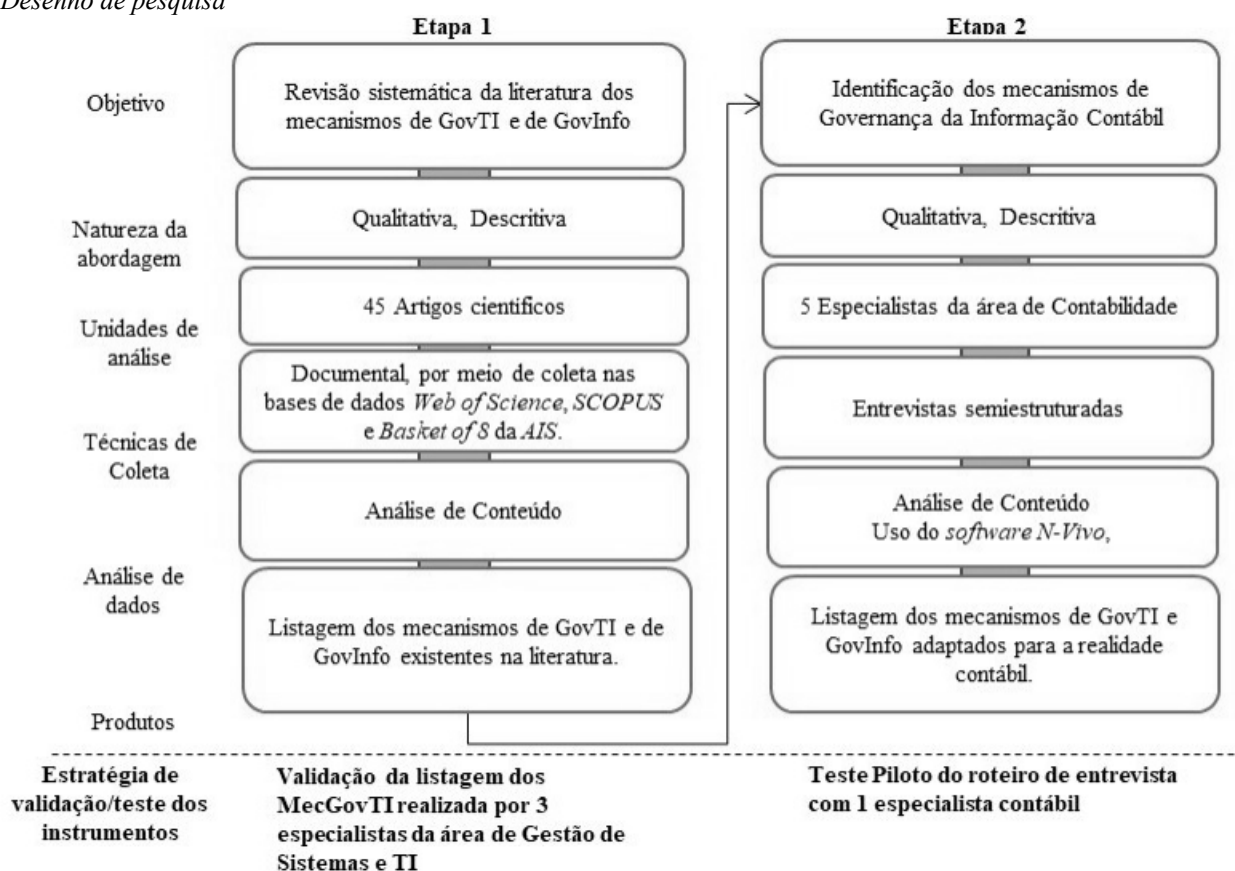 Desenho de pesquisa
Etapa 1
Etapa 2
Objetivo
Revisão sistemática da literatura dos
mecanismos de GovTI e de GovInfo
Identificação dos mecanismos de
Governança da Informação Contábil
Natureza da
abordagem
Qualitativa, Descritiva
Qualitativa, Descritiva
Unidades de
análise
45 Artigos científicos
5 Especialistas da área de Contabilidade
Técnicas de
Coleta
Documental, por meio de coleta nas
bases de dados Web of Science, SCOPUS
e Basket of 8 da AIS.
Entrevistas semiestruturadas
Análise de
dados
Análise de Conteúdo
Análise de Conteúdo
Uso do software N-Vivo,
Produtos
Listagem dos mecanismos de GovTI e de
GovInfo existentes na literatura.
Listagem dos mecanismos de GovTI e
GovInfo adaptados para a realidade
contábil.
Estratégia de
validação/teste dos
instrumentos
Validação da listagem dos
MecGovTI realizada por 3
especialistas da área de Gestão de
Sistemas e TI
Teste Piloto do roteiro de entrevista
com 1 especialista contábil